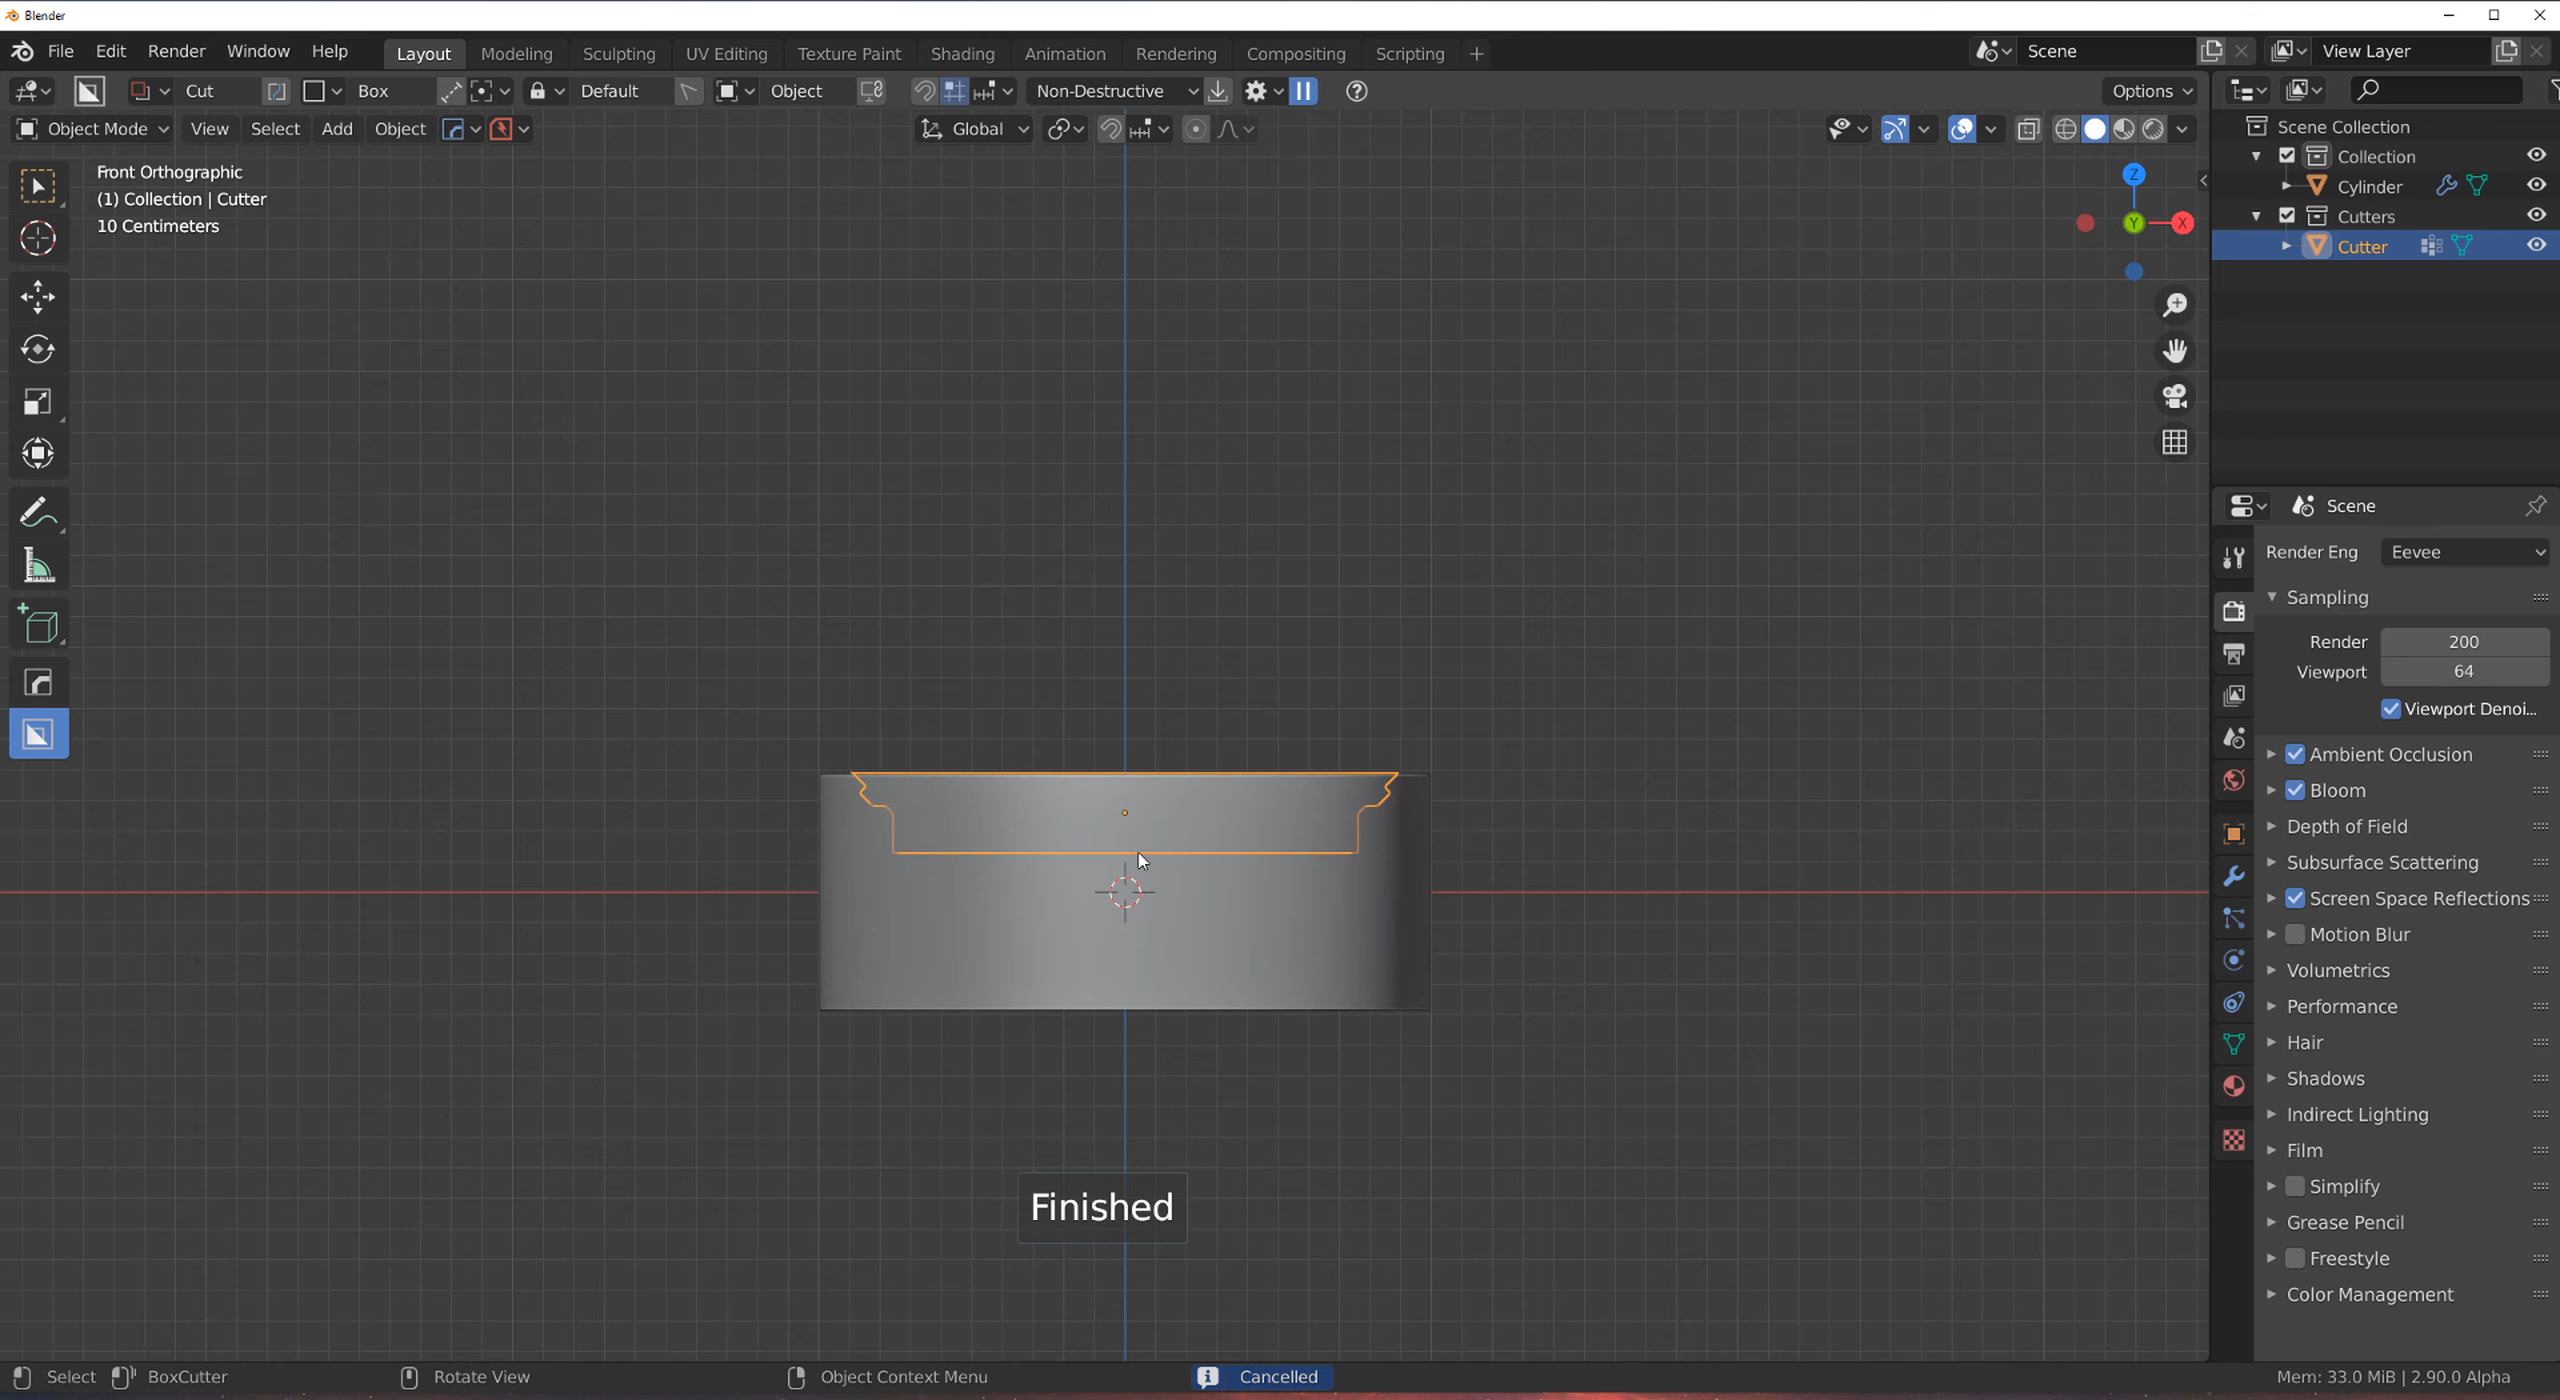 Blender
File Edit Render Window Help Layout Modeling Sculpting UV Editing Texture Paint Shading Animation Rendering Compositing Scripting + Scene View Layer
Cut Box Default Object Non-Destructive Options
Object Mode View Select Add Object Global
Front Orthographic
(1) Collection | Cutter
10 Centimeters
Z
Y
X
Scene Collection
Collection
Cylinder
Cutters
Cutter
Scene
Render Eng Eevee
Sampling
Render 200
Viewport 64
Viewport Denoi...
Ambient Occlusion
Bloom
Depth of Field
Subsurface Scattering
Screen Space Reflections
Motion Blur
Volumetrics
Performance
Hair
Shadows
Indirect Lighting
Film
Simplify
Grease Pencil
Freestyle
Color Management
Finished
Select BoxCutter Rotate View Object Context Menu Cancelled Mem: 33.0 MiB | 2.90.0 Alpha